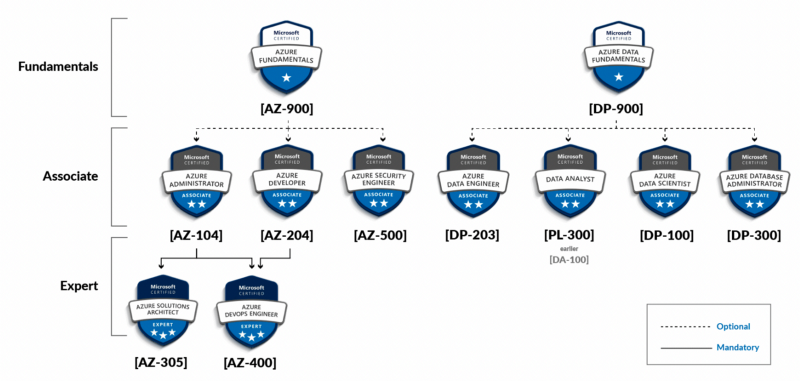 Fundamentals
Microsoft
CERTIFIED
AZURE
FUNDAMENTALS
[AZ-900]
Microsoft
CERTIFIED
AZURE DATA
FUNDAMENTALS
[DP-900]
Associate
Microsoft
CERTIFIED
AZURE
ADMINISTRATOR
ASSOCIATE
[AZ-104]
Microsoft
CERTIFIED
AZURE
DEVELOPER
ASSOCIATE
[AZ-204]
Microsoft
CERTIFIED
AZURE SECURITY
ENGINEER
ASSOCIATE
[AZ-500]
Microsoft
CERTIFIED
AZURE
DATA ENGINEER
ASSOCIATE
[DP-203]
Microsoft
CERTIFIED
DATA ANALYST
ASSOCIATE
[PL-300]
earlier
[DA-100]
Microsoft
CERTIFIED
AZURE
DATA SCIENTIST
ASSOCIATE
[DP-100]
Microsoft
CERTIFIED
AZURE DATABASE
ADMINISTRATOR
ASSOCIATE
[DP-300]
Expert
Microsoft
CERTIFIED
AZURE SOLUTIONS
ARCHITECT
EXPERT
[AZ-305]
Microsoft
CERTIFIED
AZURE
DEVOPS ENGINEER
EXPERT
[AZ-400]
Optional
Mandatory